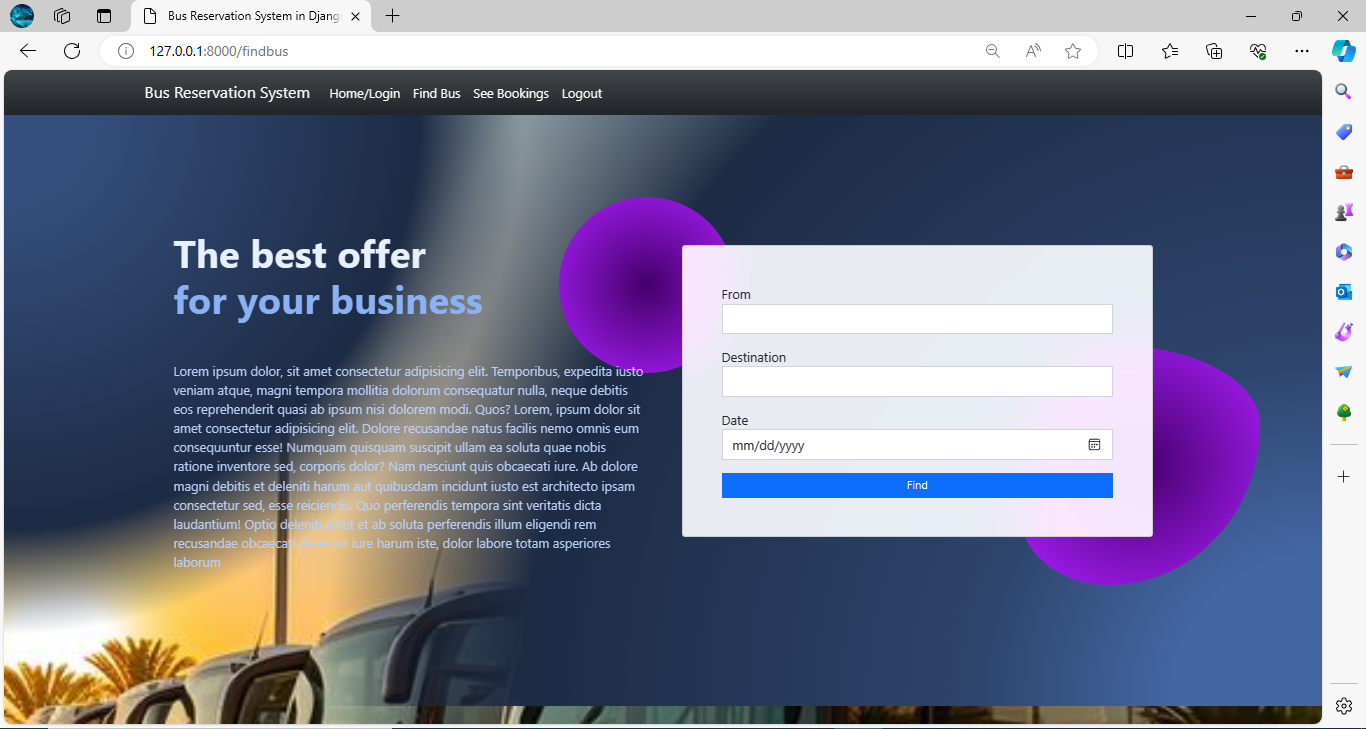 Bus Reservation System in Djang
127.0.0.1:8000/findbus
Bus Reservation System Home/Login Find Bus See Bookings Logout
The best offer
for your business
Lorem ipsum dolor, sit amet consectetur adipisicing elit. Temporibus, expedita iusto
veniam atque, magni tempora mollitia dolorum consequatur nulla, neque debitis
eos reprehenderit quasi ab ipsum nisi dolorem modi. Quos? Lorem, ipsum dolor sit
amet consectetur adipisicing elit. Dolore recusandae natus facilis nemo omnis eum
consequuntur esse! Numquam quisquam suscipit ullam ea soluta quae nobis
ratione inventore sed, corporis dolor? Nam nesciunt quis obcaecati iure. Ab dolore
magni debitis et deleniti harum aut quibusdam incidunt iusto est architecto ipsam
consectetur sed, esse reiciendis. Quo perferendis tempora sint veritatis dicta
laudantium! Optio deleniti amet et ab soluta perferendis illum eligendi rem
recusandae obcaecati iure harum iste, dolor labore totam asperiores
laborum
From
Destination
Date
mm/dd/yyyy
Find